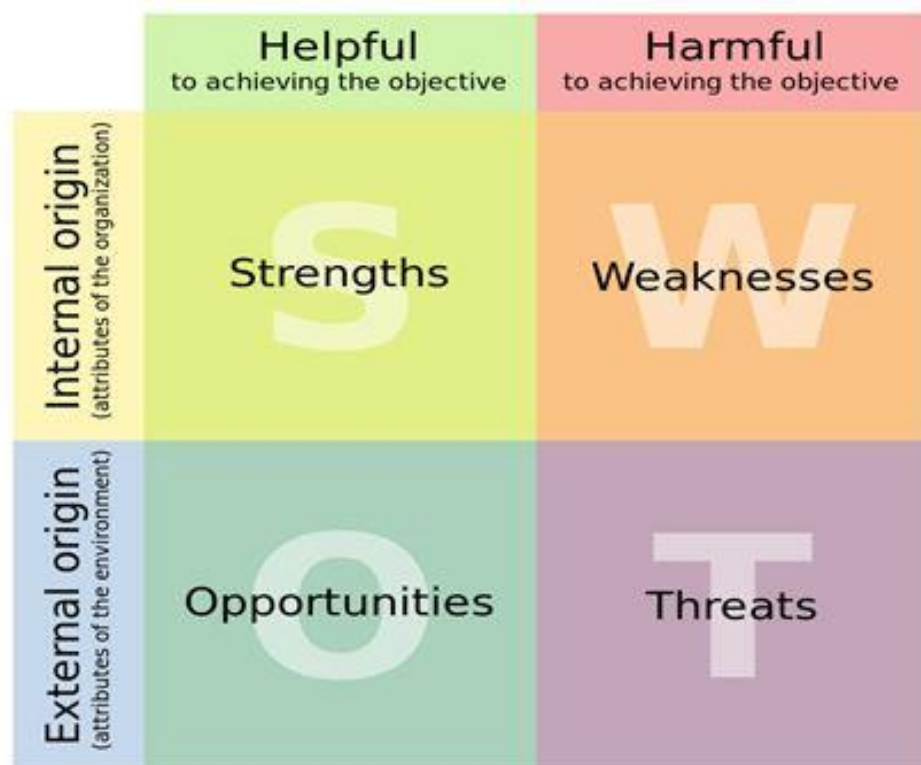 Helpful
to achieving the objective
Harmful
to achieving the objective
Internal origin
(attributes of the organization)
S
Strengths
W
Weaknesses
External origin
(attributes of the environment)
O
Opportunities
T
Threats